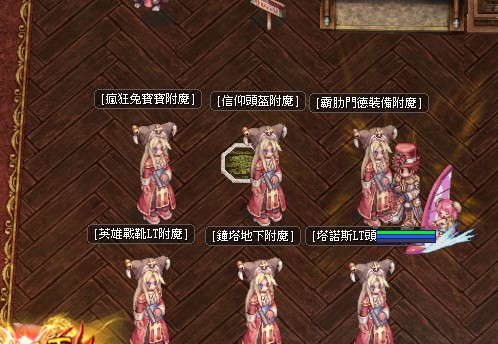 [瘋狂兔寶寶附魔]
[信仰頭盔附魔]
[霸肋門德裝備附魔]
[英雄戰靴LT附魔]
[鐘塔地下附魔]
[塔諾斯LT頭